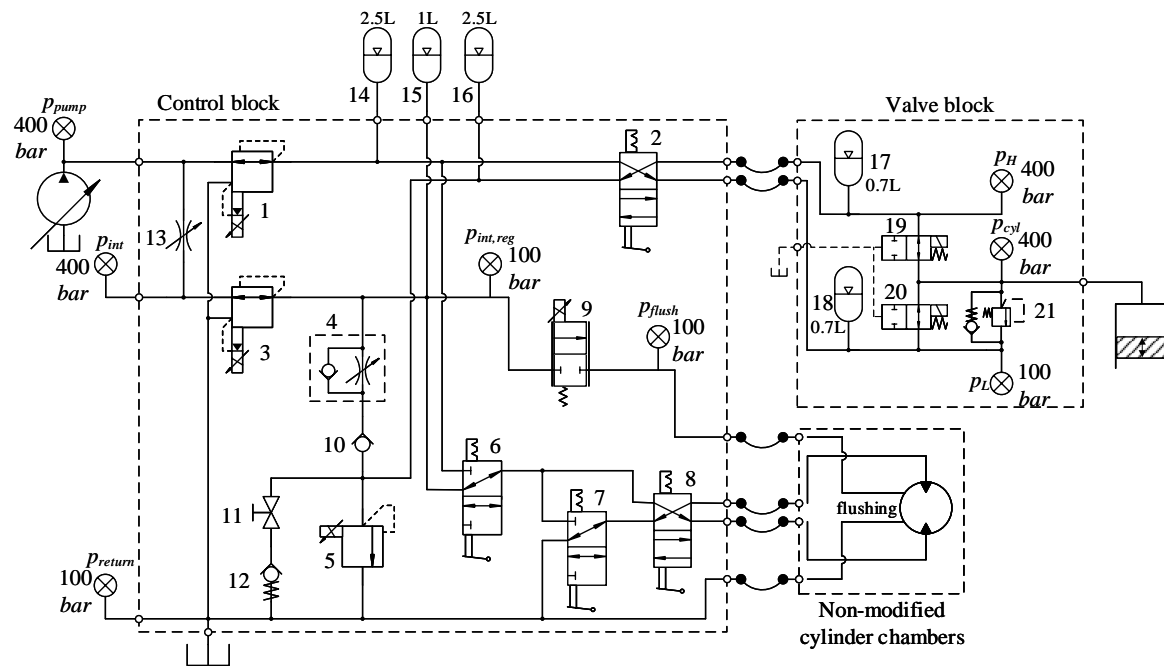 2.5L 1L 2.5L
14 15 16
Control block
Valve block
p_pump
400
bar
1
2
17
0.7L
p_H
400
bar
13
p_int
400
bar
p_int,reg
100
bar
19
p_cyl
400
bar
3
4
9
p_flush
100
bar
18
0.7L
20
21
p_L
100
bar
10
6
7
8
11
5
12
flushing
p_return
100
bar
Non-modified
cylinder chambers